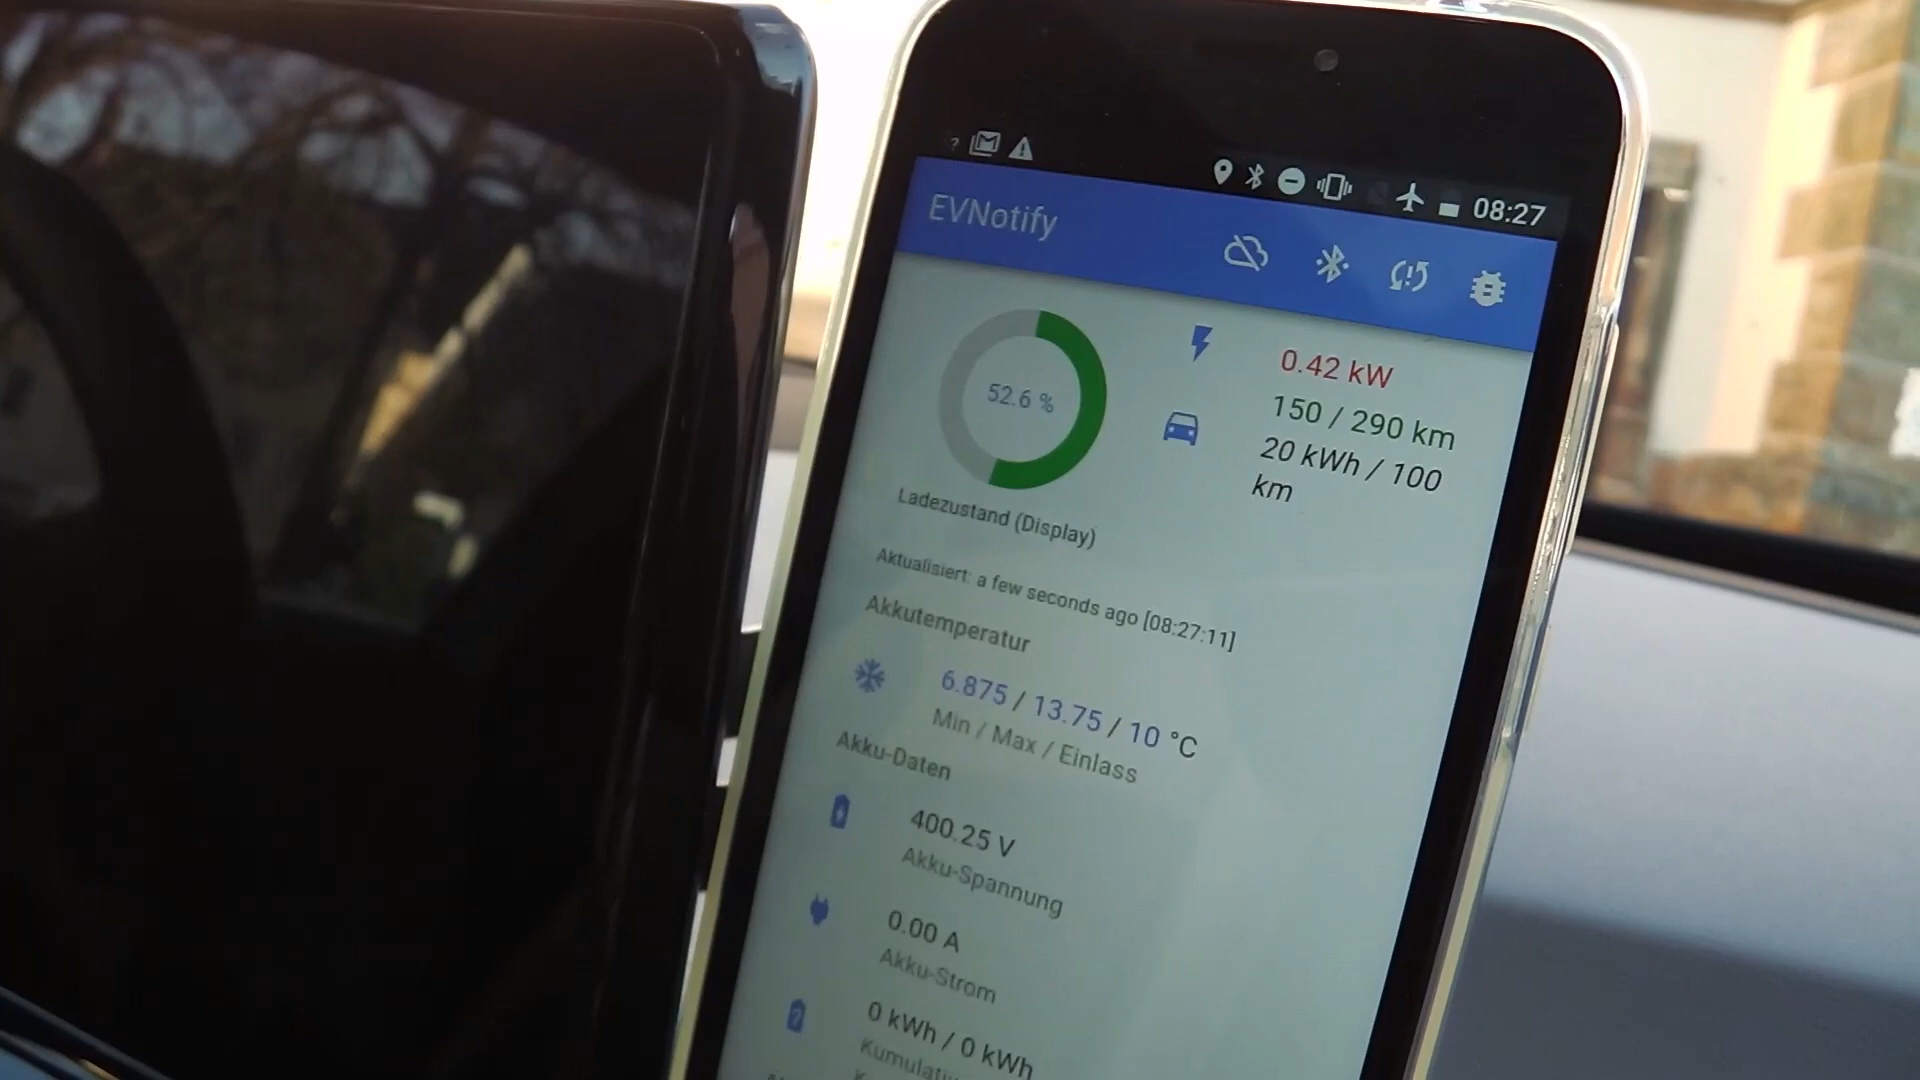 08:27
EVNotify
52.6 %
0.42 kW
150 / 290 km
20 kWh / 100
km
Ladezustand (Display)
Aktualisiert: a few seconds ago [08:27:11]
Akkutemperatur
6.875 / 13.75 / 10 °C
Min / Max / Einlass
Akku-Daten
400.25 V
Akku-Spannung
0.00 A
Akku-Strom
0 kWh / 0 kWh